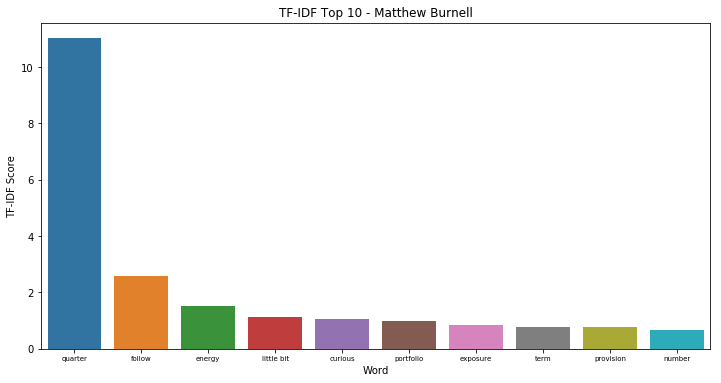 TF-IDF Top 10 - Matthew Burnell
TF-IDF Score
10
8
6
4
2
0
quarter follow energy little bit curious portfolio exposure term provision number
Word